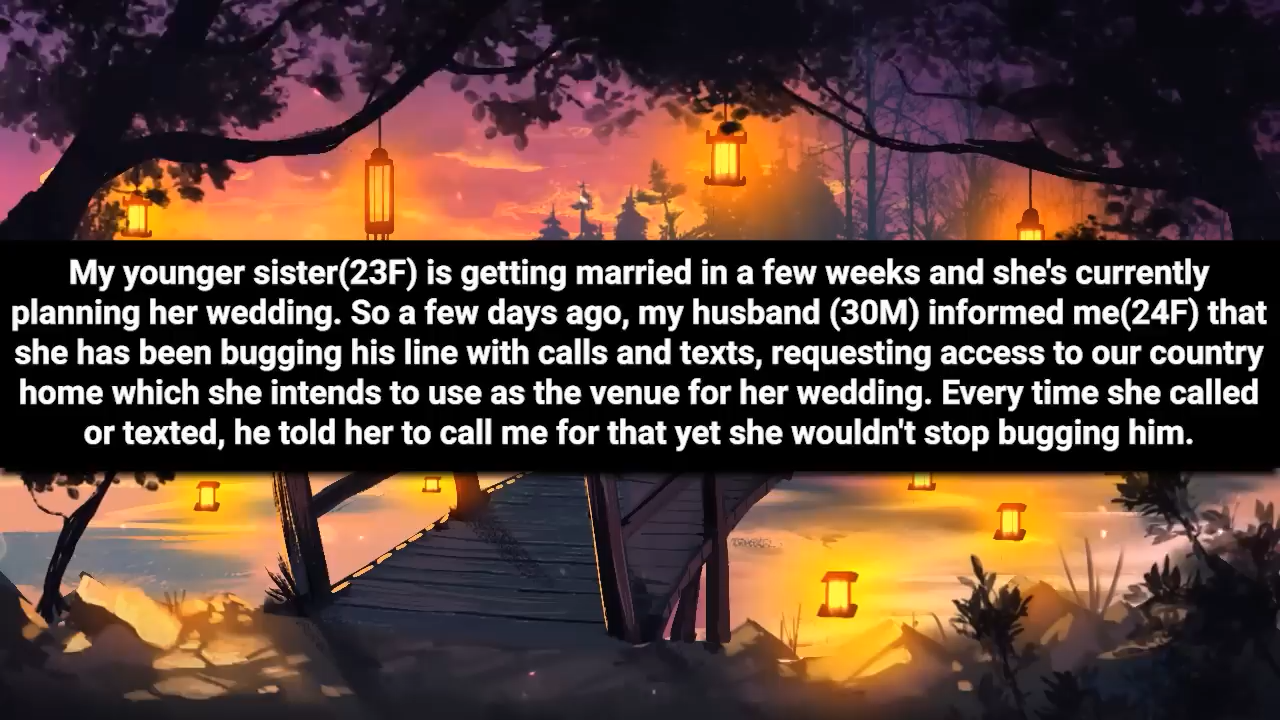 My younger sister(23F) is getting married in a few weeks and she's currently
planning her wedding. So a few days ago, my husband (30M) informed me(24F) that
she has been bugging his line with calls and texts, requesting access to our country
home which she intends to use as the venue for her wedding. Every time she called
or texted, he told her to call me for that yet she wouldn't stop bugging him.